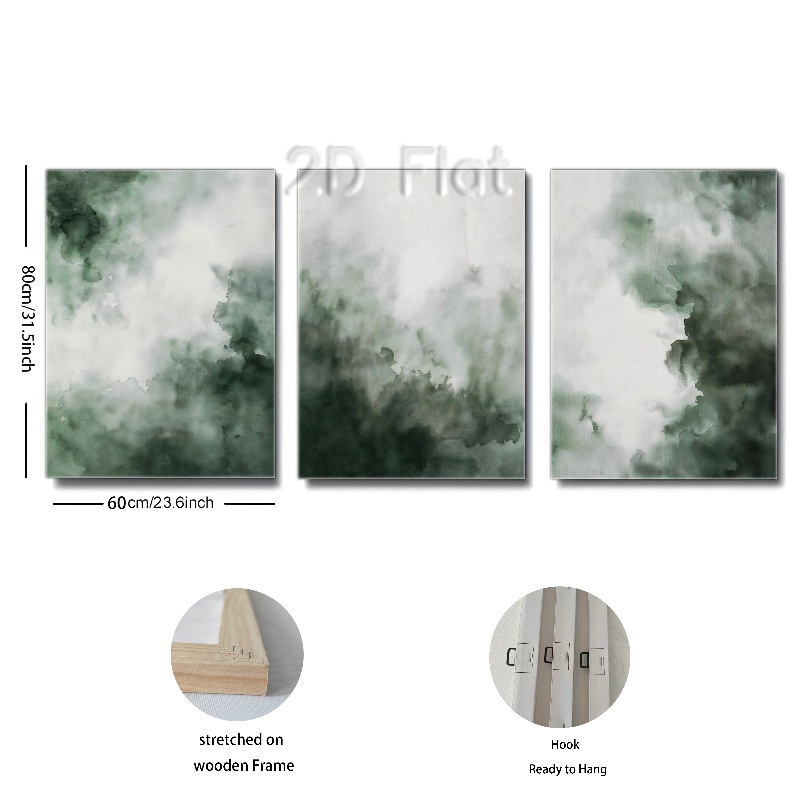 2D Flat
80cm/31.5inch
60cm/23.6inch
stretched on
wooden Frame
Hook
Ready to Hang